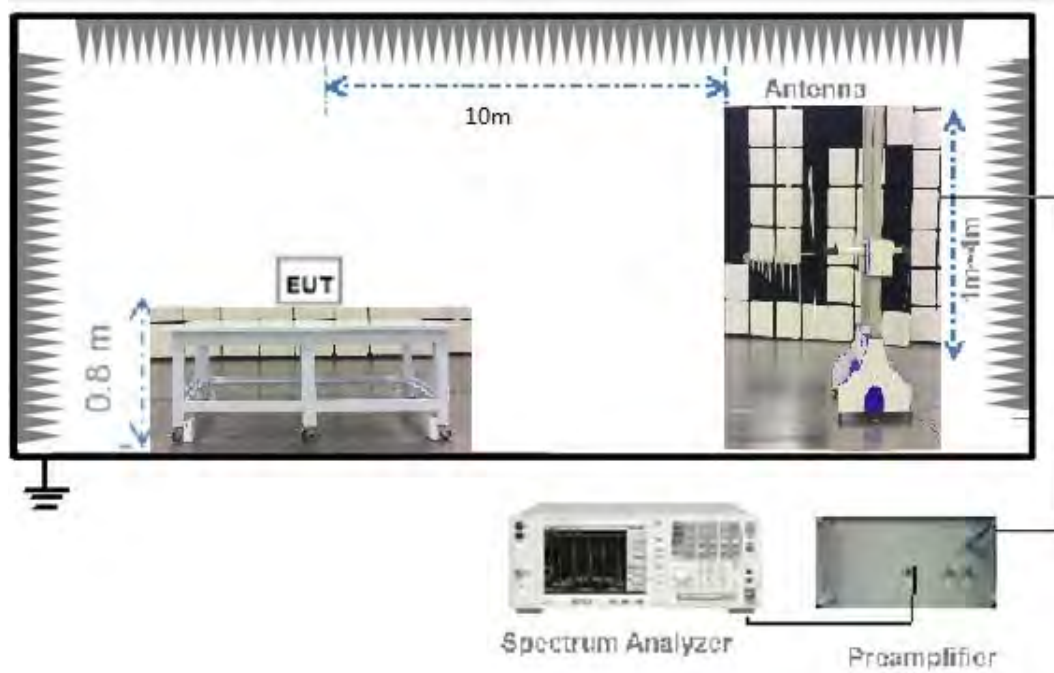 Antenna
10m
1m~4m
EUT
0.8 m
Spectrum Analyzer
Preamplifier